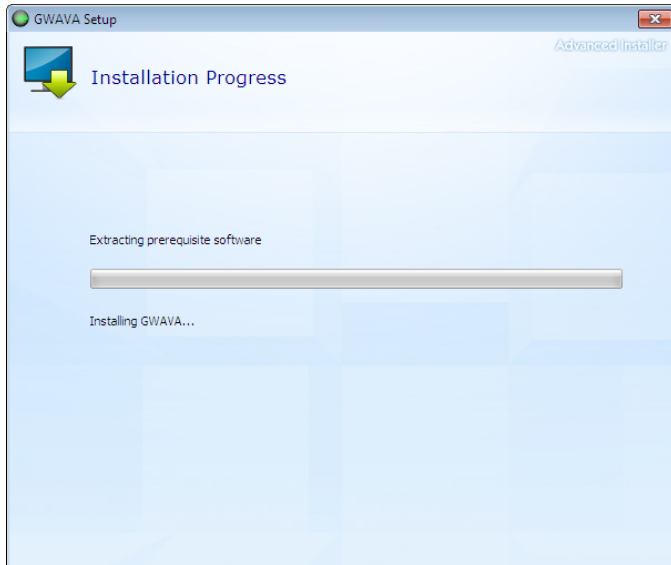 GWAVA Setup
Advanced Installer
Installation Progress
Extracting prerequisite software
Installing GWAVA...